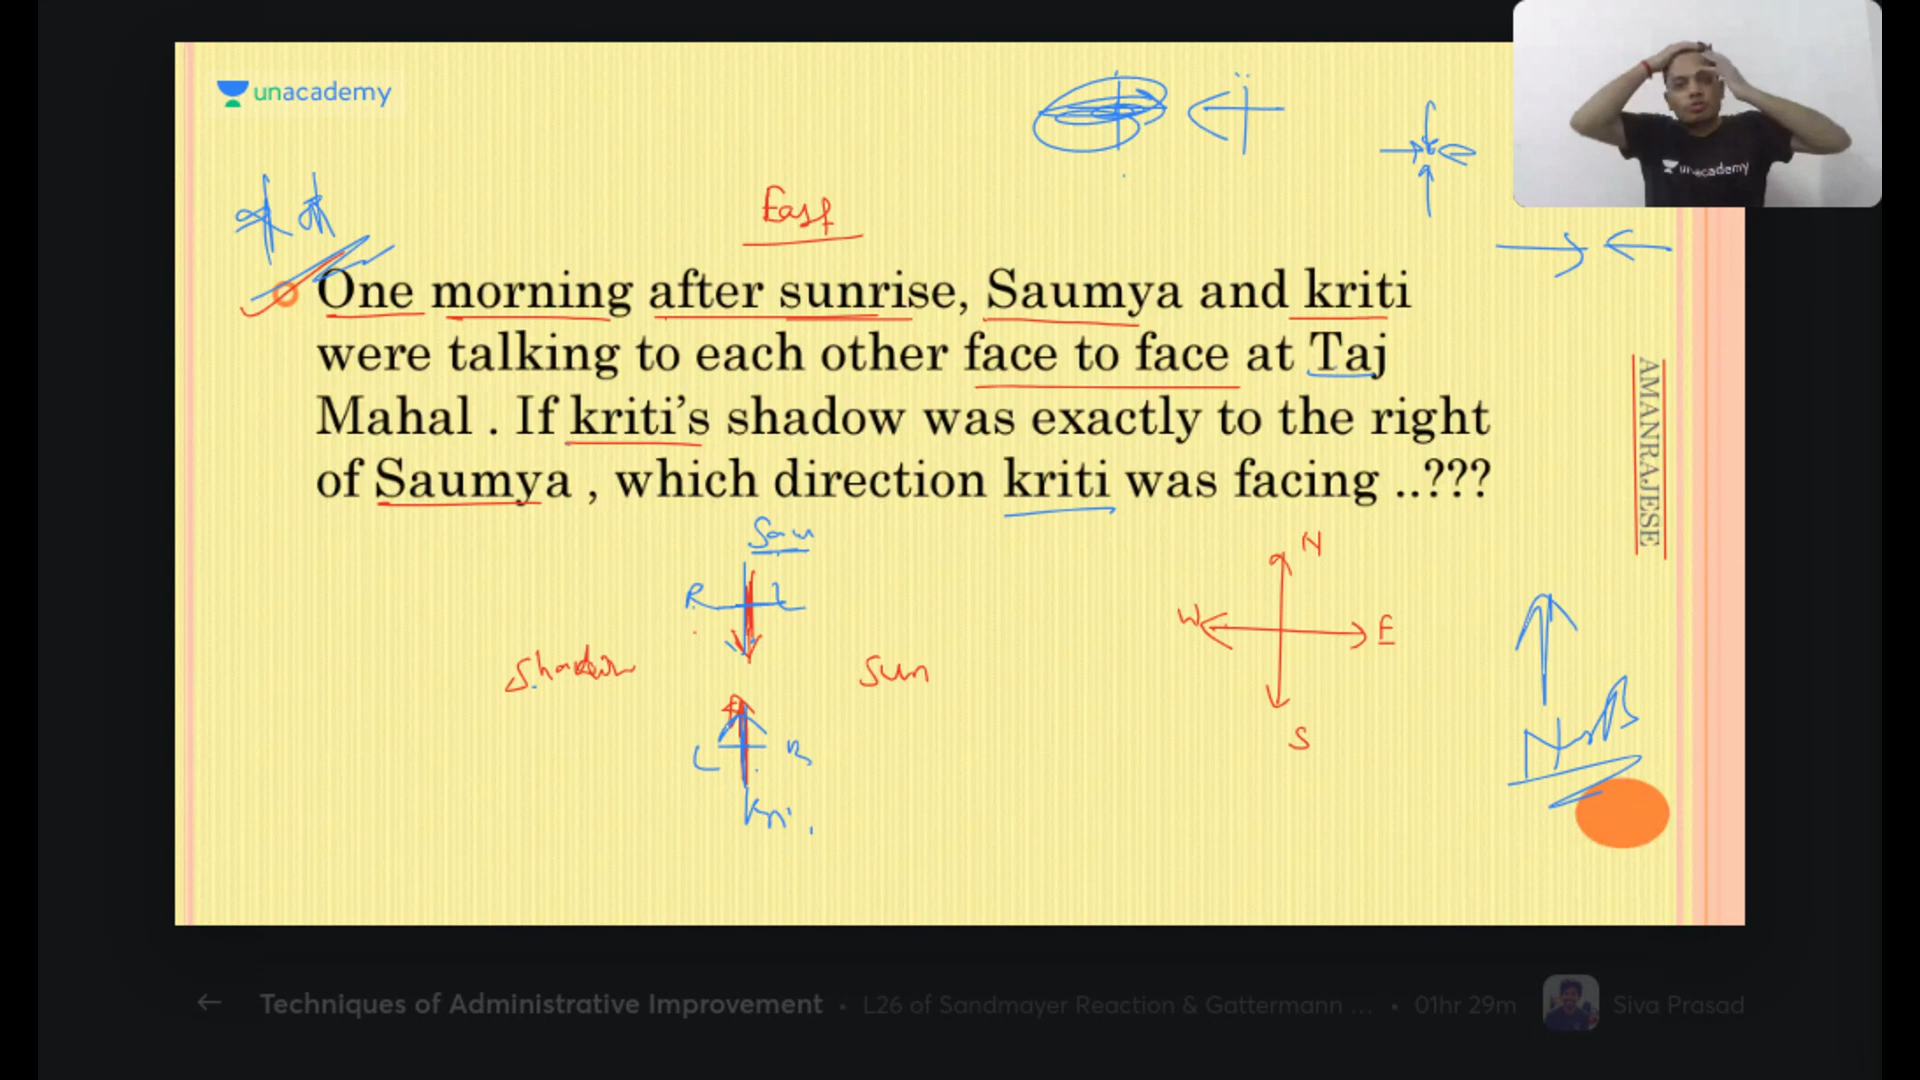 unacademy
unacademy
East
One morning after sunrise, Saumya and kriti
were talking to each other face to face at Taj
Mahal . If kriti’s shadow was exactly to the right
of Saumya , which direction kriti was facing ..???
AMANRAJESE
Sau
R L
Shadow
Sun
L R
kri.
N
W E
S
North
← Techniques of Administrative Improvement • L26 of Sandmayer Reaction & Gattermann ... • 01hr 29m Siva Prasad